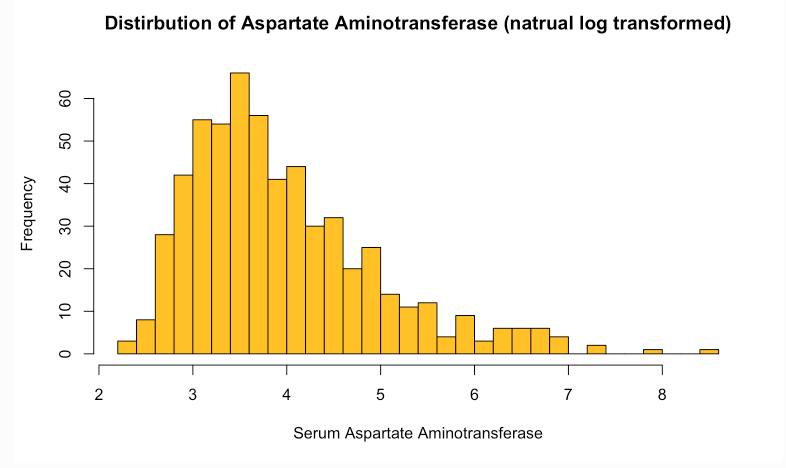 Distirbution of Aspartate Aminotransferase (natrual log transformed)
Frequency
60
50
40
30
20
10
0
2 3 4 5 6 7 8
Serum Aspartate Aminotransferase